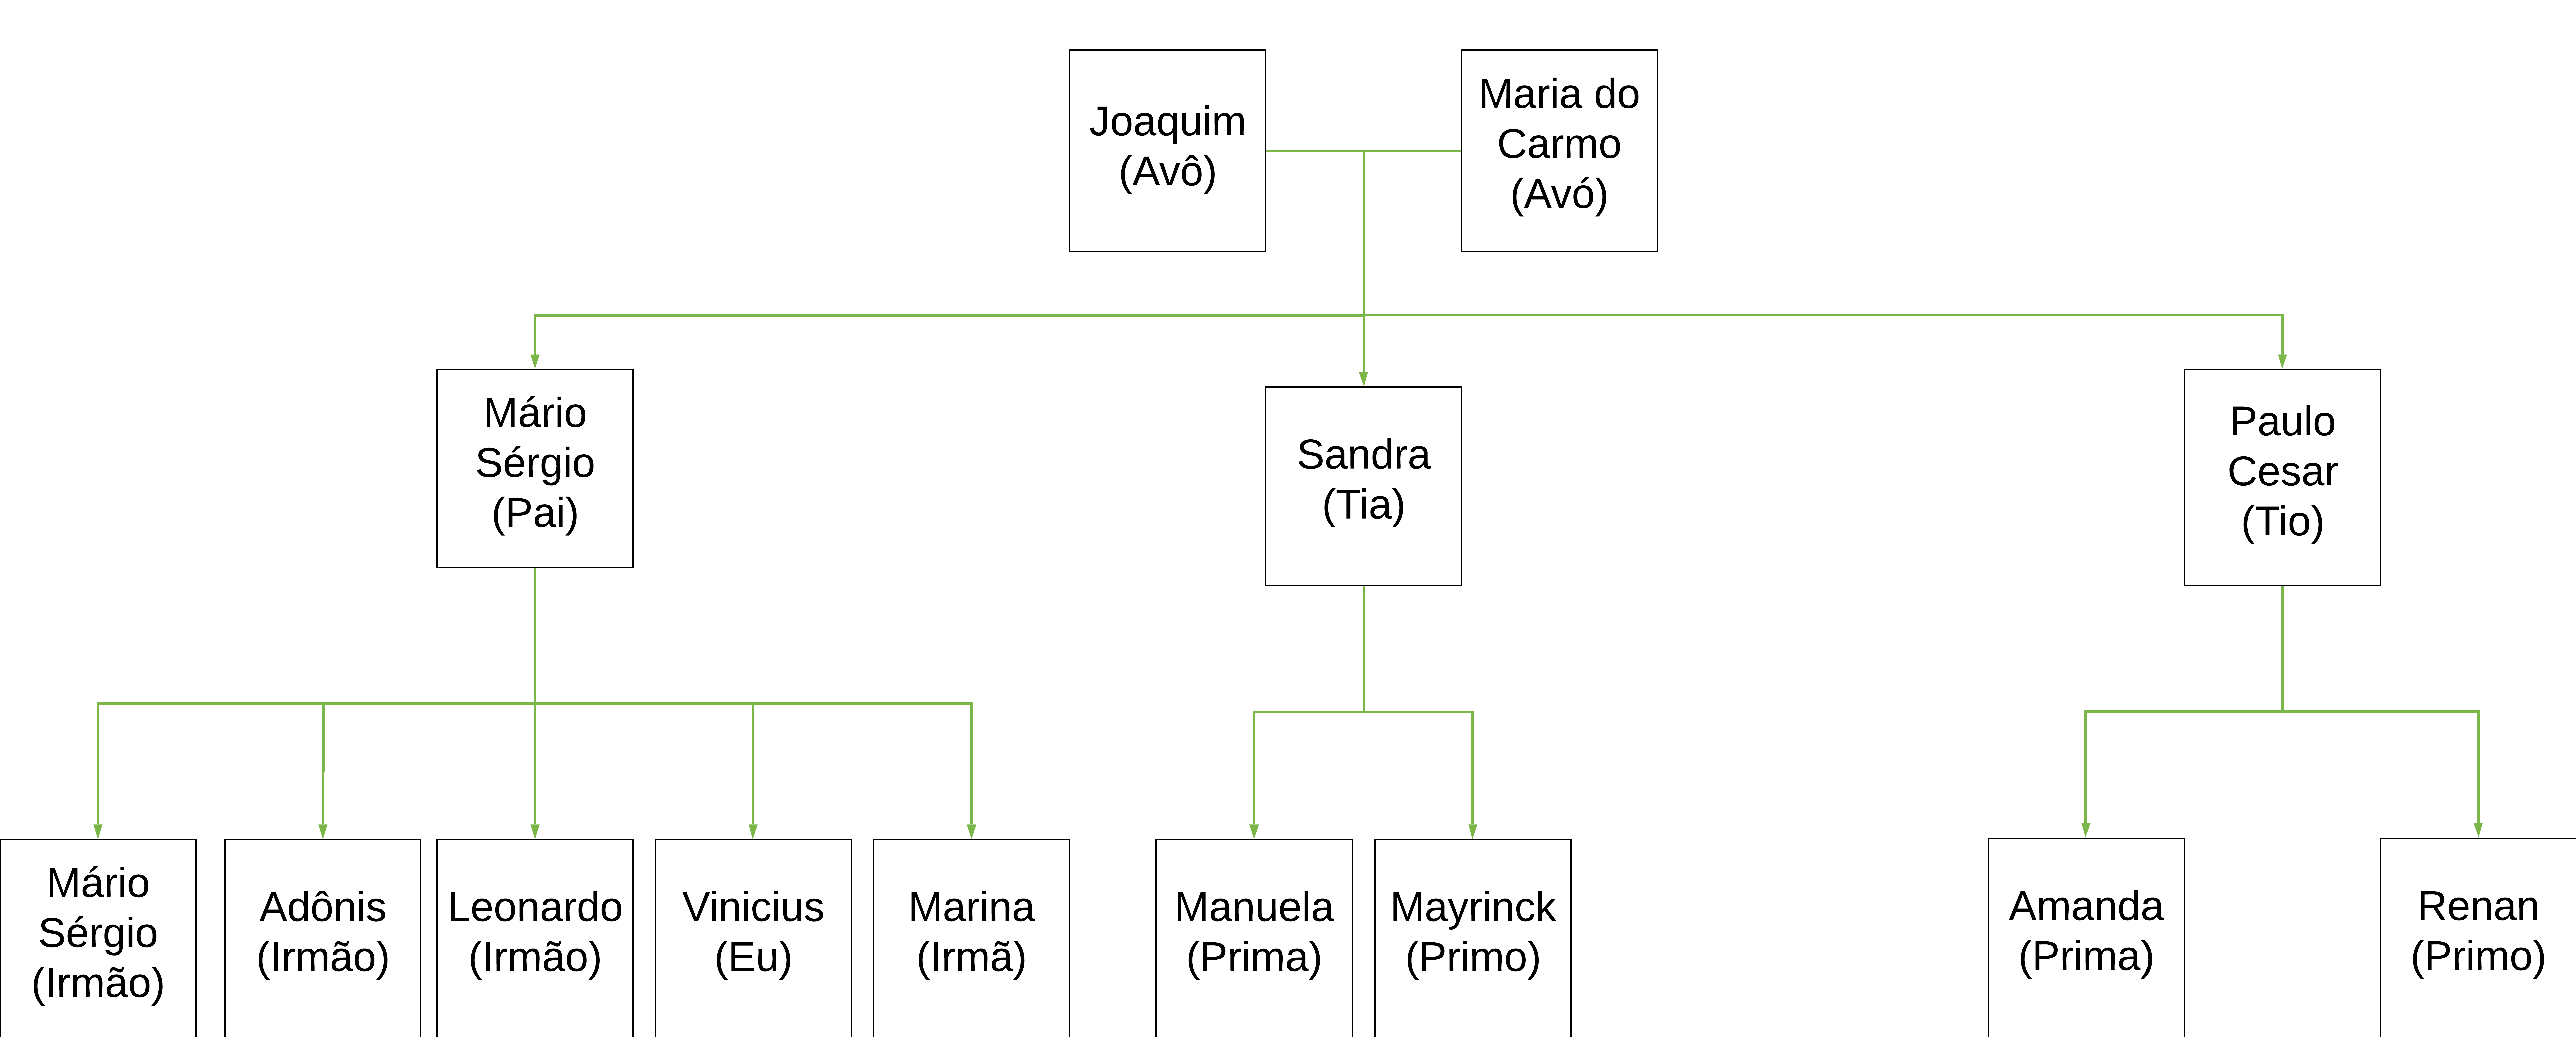 Joaquim
(Avô)
Maria do
Carmo
(Avó)
Mário
Sérgio
(Pai)
Sandra
(Tia)
Paulo
Cesar
(Tio)
Mário
Sérgio
(Irmão)
Adônis
(Irmão)
Leonardo
(Irmão)
Vinicius
(Eu)
Marina
(Irmã)
Manuela
(Prima)
Mayrinck
(Primo)
Amanda
(Prima)
Renan
(Primo)